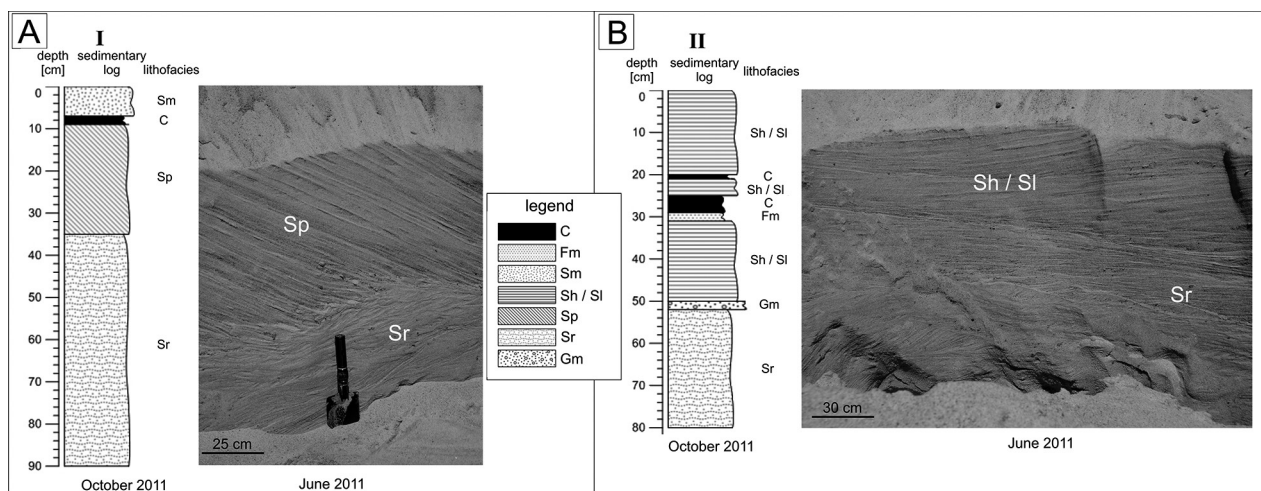 A
I
depth
[cm]
sedimentary
log
lithofacies
0
10
20
30
40
50
60
70
80
90
Sm
C
Sp
Sr
October 2011
Sp
Sr
25 cm
June 2011
legend
C
Fm
Sm
Sh / Sl
Sp
Sr
Gm
B
II
depth
[cm]
sedimentary
log
lithofacies
0
10
20
30
40
50
60
70
80
Sh / Sl
C
Sh / Sl
C
Fm
Sh / Sl
Gm
Sr
October 2011
Sh / Sl
Sr
30 cm
June 2011